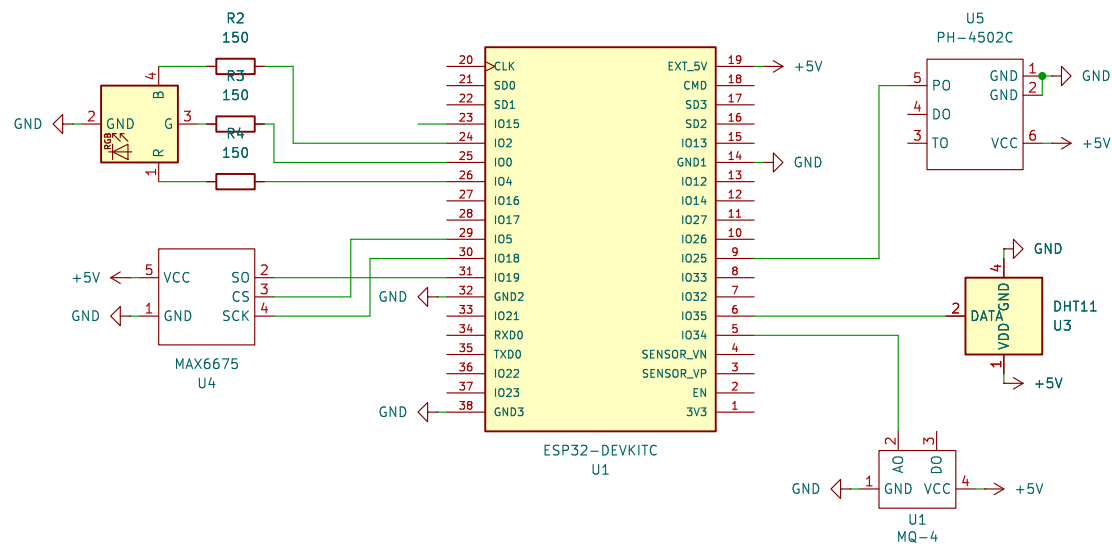 R2
150
R3
150
R4
150
4
B
GND
2
GND
G
3
RGB
R
1
+5V
5
VCC
SO
2
CS
3
GND
1
GND
SCK
4
MAX6675
U4
20
CLK
21
SD0
22
SD1
23
IO15
24
IO2
25
IO0
26
IO4
27
IO16
28
IO17
29
IO5
30
IO18
31
IO19
GND
32
GND2
33
IO21
34
RXD0
35
TXD0
36
IO22
37
IO23
GND
38
GND3
EXT_5V
19
+5V
CMD
18
SD3
17
SD2
16
IO13
15
GND1
14
GND
IO12
13
IO14
12
IO27
11
IO26
10
IO25
9
IO33
8
IO32
7
IO35
6
IO34
5
SENSOR_VN
4
SENSOR_VP
3
EN
2
3V3
1
ESP32-DEVKITC
U1
U5
PH-4502C
5
PO
4
DO
3
TO
GND
1
GND
GND
2
VCC
6
+5V
GND
4
GND
2
DATA
VDD
1
+5V
DHT11
U3
2
AO
3
DO
GND
1
GND
VCC
4
+5V
U1
MQ-4